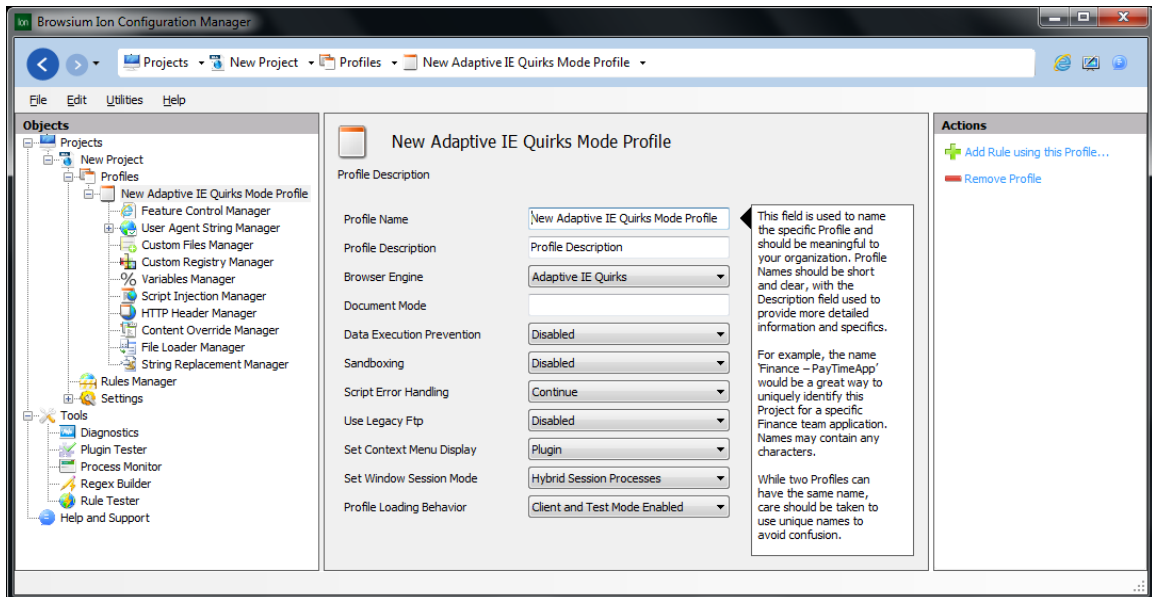 Ion Browsium Ion Configuration Manager
Projects New Project Profiles New Adaptive IE Quirks Mode Profile
File Edit Utilities Help
Objects
Projects
New Project
Profiles
New Adaptive IE Quirks Mode Profile
Feature Control Manager
User Agent String Manager
Custom Files Manager
Custom Registry Manager
Variables Manager
Script Injection Manager
HTTP Header Manager
Content Override Manager
File Loader Manager
String Replacement Manager
Rules Manager
Settings
Tools
Diagnostics
Plugin Tester
Process Monitor
Regex Builder
Rule Tester
Help and Support
New Adaptive IE Quirks Mode Profile
Profile Description
Profile Name New Adaptive IE Quirks Mode Profile
Profile Description Profile Description
Browser Engine Adaptive IE Quirks
Document Mode
Data Execution Prevention Disabled
Sandboxing Disabled
Script Error Handling Continue
Use Legacy Ftp Disabled
Set Context Menu Display Plugin
Set Window Session Mode Hybrid Session Processes
Profile Loading Behavior Client and Test Mode Enabled
This field is used to name
the specific Profile and
should be meaningful to
your organization. Profile
Names should be short
and clear, with the
Description field used to
provide more detailed
information and specifics.
For example, the name
'Finance – PayTimeApp'
would be a great way to
uniquely identify this
Project for a specific
Finance team application.
Names may contain any
characters.
While two Profiles can
have the same name,
care should be taken to
use unique names to
avoid confusion.
Actions
Add Rule using this Profile...
Remove Profile